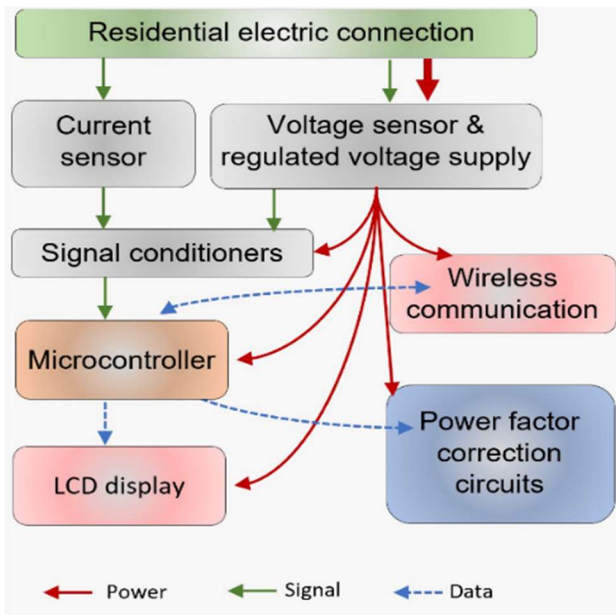 Residential electric connection
Current
sensor
Voltage sensor &
regulated voltage supply
Signal conditioners
Wireless
communication
Microcontroller
Power factor
correction
circuits
LCD display
Power
Signal
Data